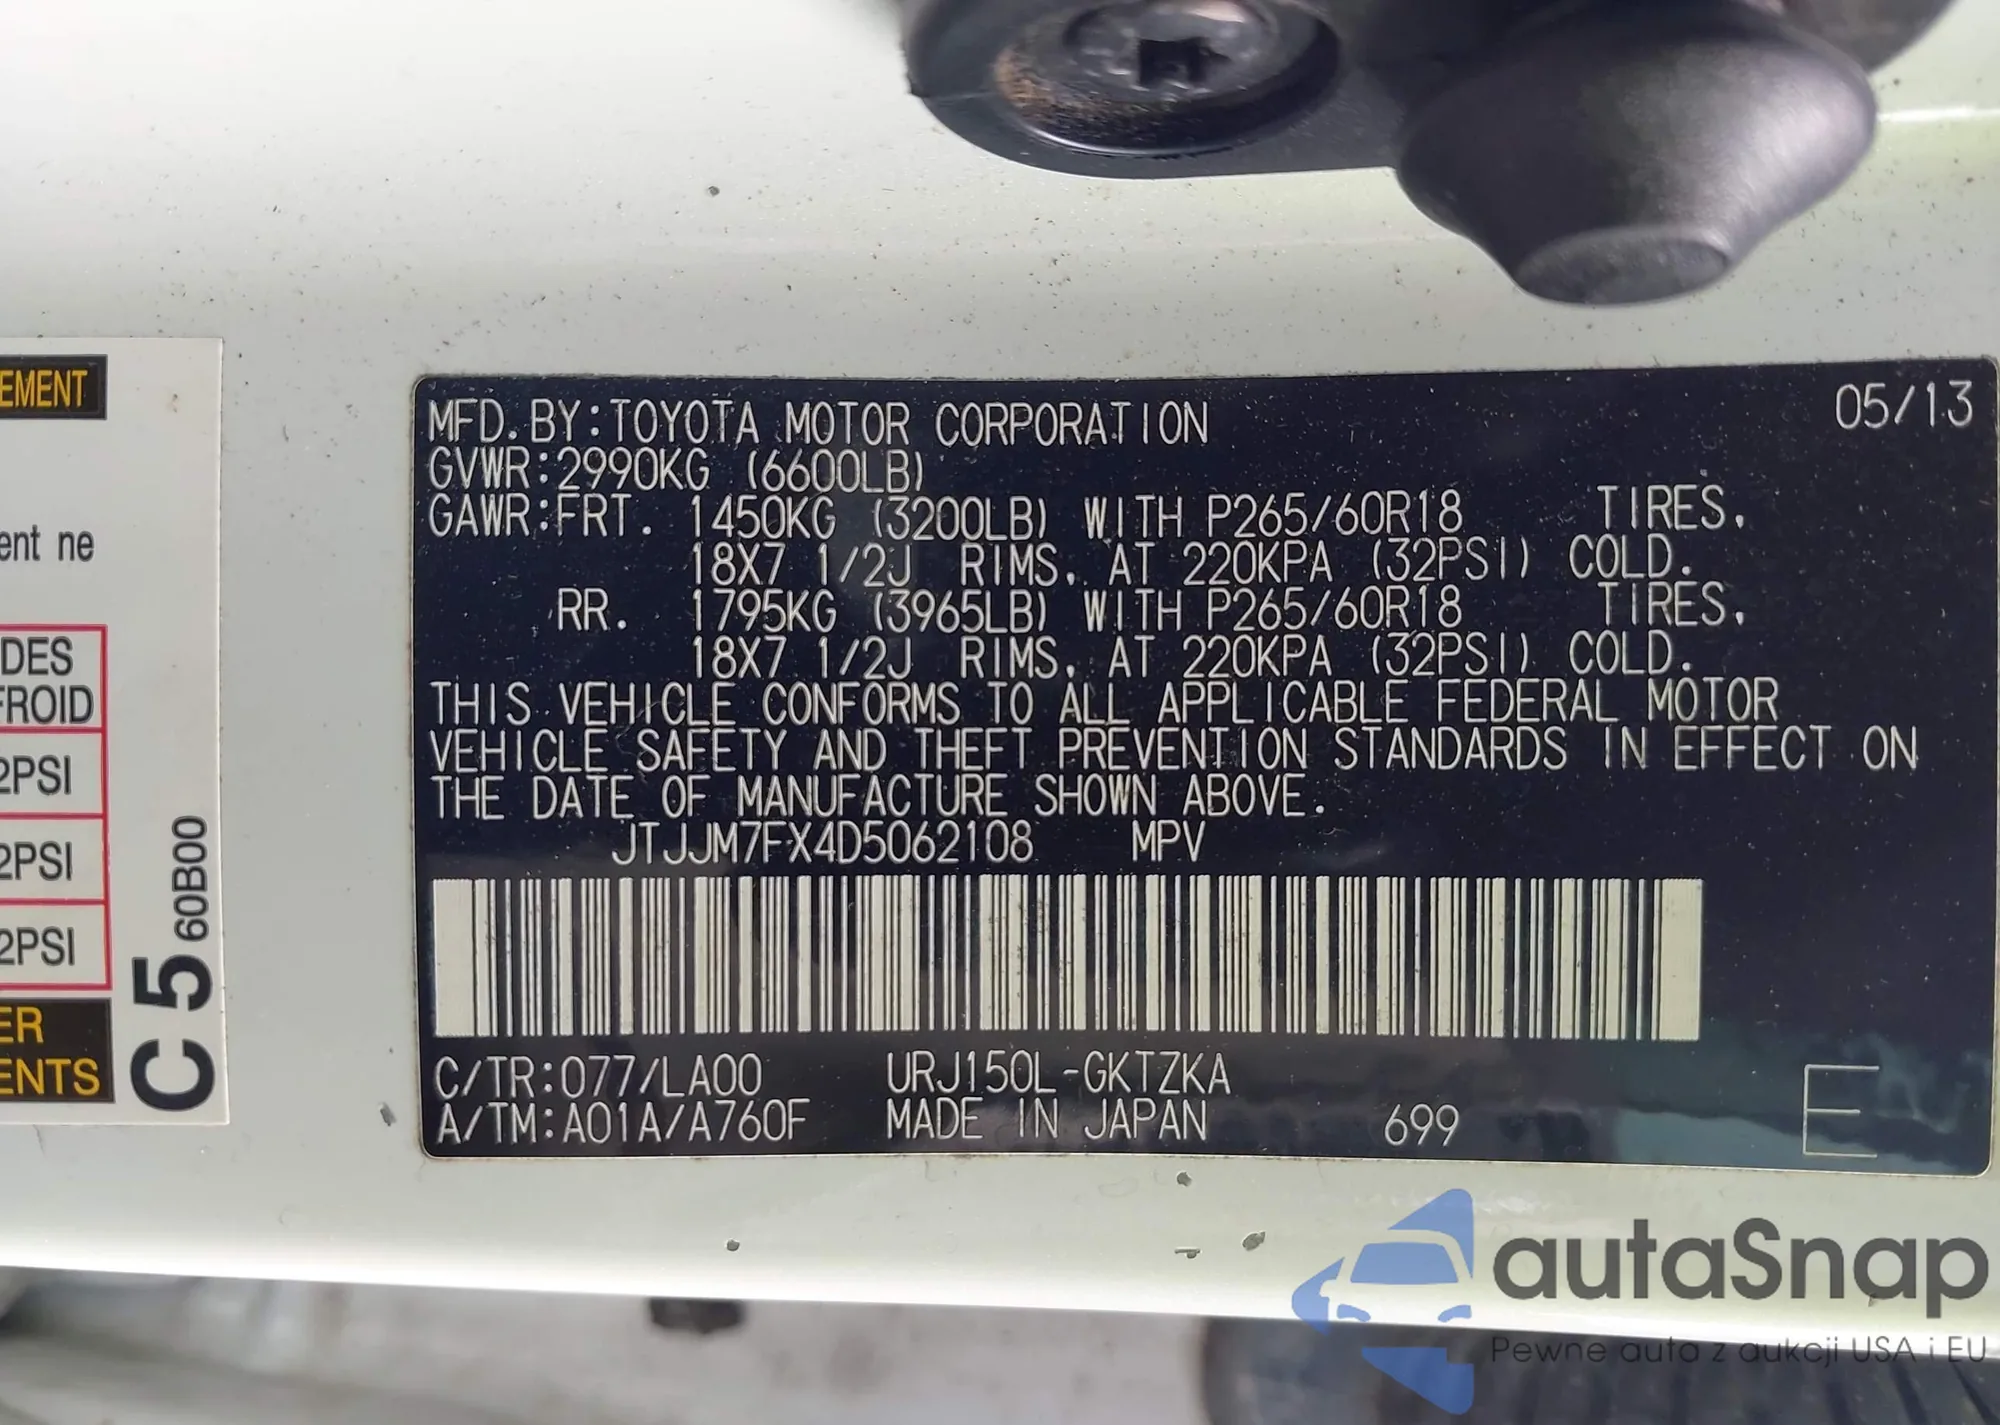 EMENT
ent ne
DES
FROID
2PSI
2PSI
2PSI
ER
ENTS
C 5 60B00
MFD. BY: TOYOTA MOTOR CORPORATION 05/13
GVWR: 2990KG (6600LB)
GAWR: FRT. 1450KG (3200LB) WITH P265/60R18 TIRES,
18X7 1/2J RIMS, AT 220KPA (32PSI) COLD.
RR. 1795KG (3965LB) WITH P265/60R18 TIRES,
18X7 1/2J RIMS, AT 220KPA (32PSI) COLD.
THIS VEHICLE CONFORMS TO ALL APPLICABLE FEDERAL MOTOR
VEHICLE SAFETY AND THEFT PREVENTION STANDARDS IN EFFECT ON
THE DATE OF MANUFACTURE SHOWN ABOVE.
JTJJM7FX4D5062108 MPV
C/TR: 077/LA00 URJ150L-GKTZKA
A/TM: A01A/A760F MADE IN JAPAN 699 E
autaSnap
Pewne auta z aukcji USA i EU